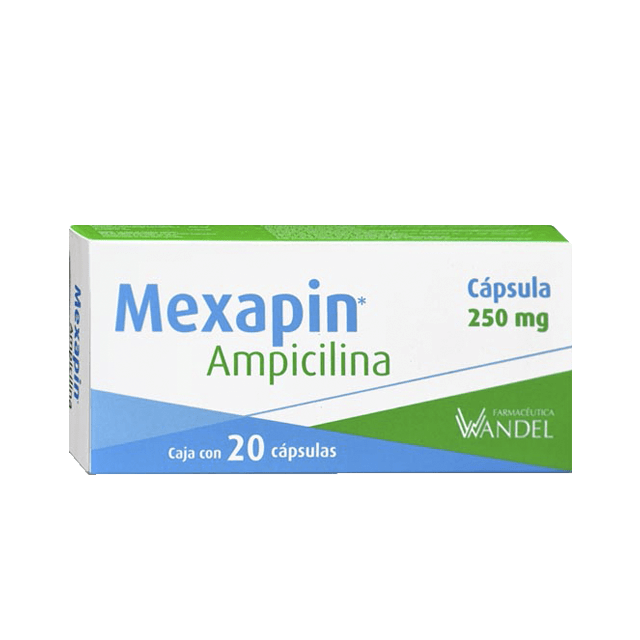 Mexapin*
Ampicilina
Cápsula
250 mg
Caja con 20 cápsulas
FARMACÉUTICA
WANDEL
Mexapin*
Ampicilina